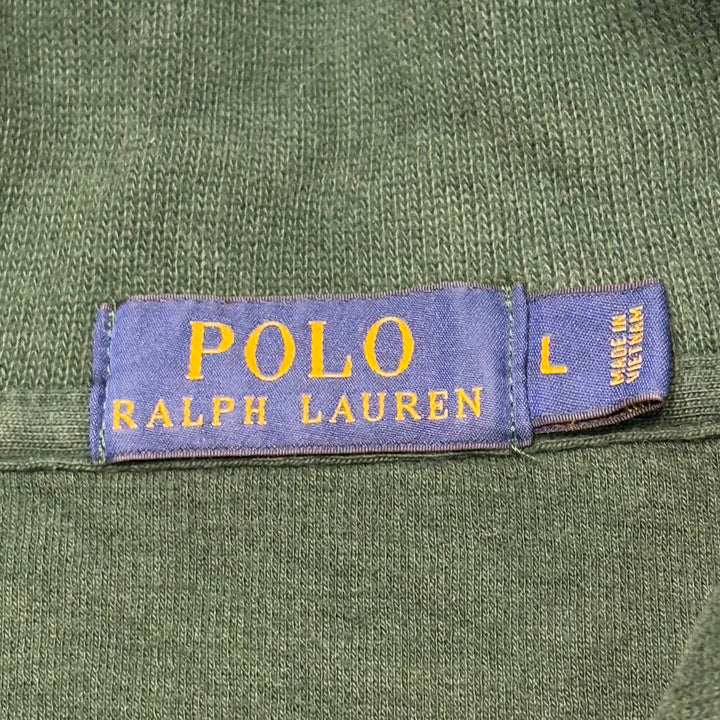 POLO
RALPH LAUREN
L
MADE IN
VIETNAM